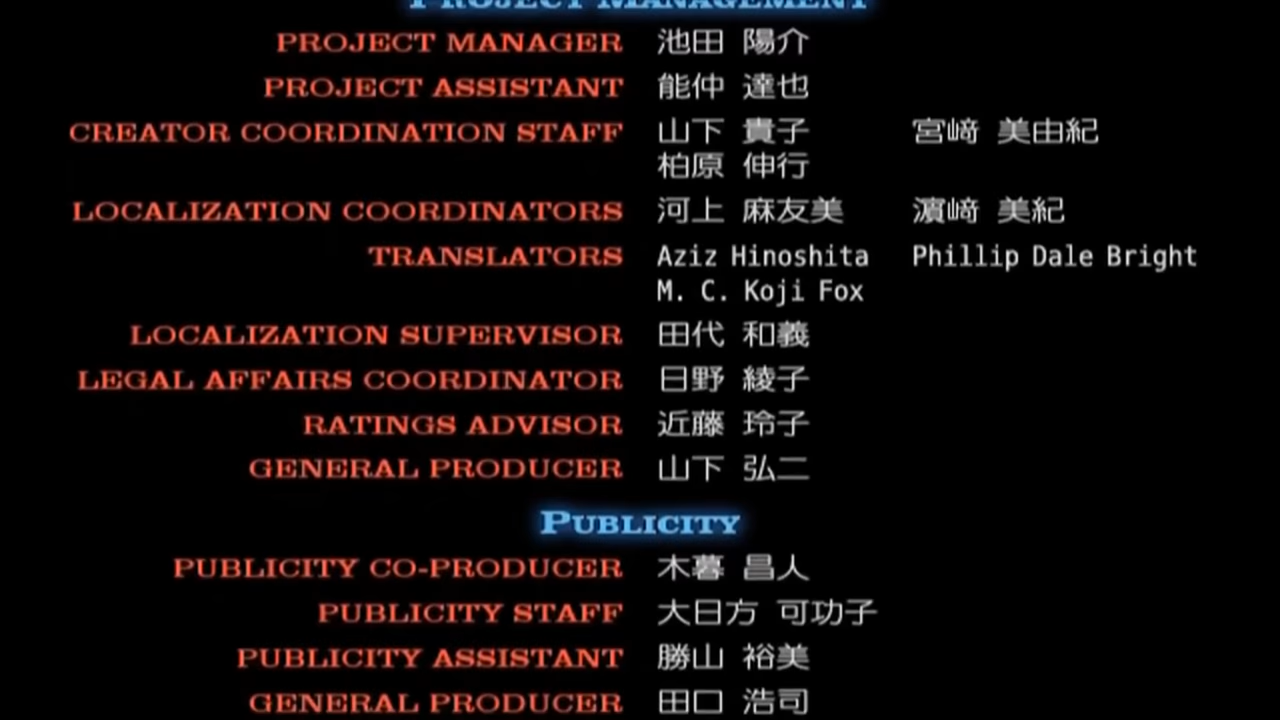 PROJECT MANAGEMENT
PROJECT MANAGER 池田 陽介
PROJECT ASSISTANT 能仲 達也
CREATOR COORDINATION STAFF 山下 貴子 宮﨑 美由紀
柏原 伸行
LOCALIZATION COORDINATORS 河上 麻友美 濵﨑 美紀
TRANSLATORS Aziz Hinoshita Phillip Dale Bright
M. C. Koji Fox
LOCALIZATION SUPERVISOR 田代 和義
LEGAL AFFAIRS COORDINATOR 日野 綾子
RATINGS ADVISOR 近藤 玲子
GENERAL PRODUCER 山下 弘二
PUBLICITY
PUBLICITY CO-PRODUCER 木暮 昌人
PUBLICITY STAFF 大日方 可功子
PUBLICITY ASSISTANT 勝山 裕美
GENERAL PRODUCER 田口 浩司